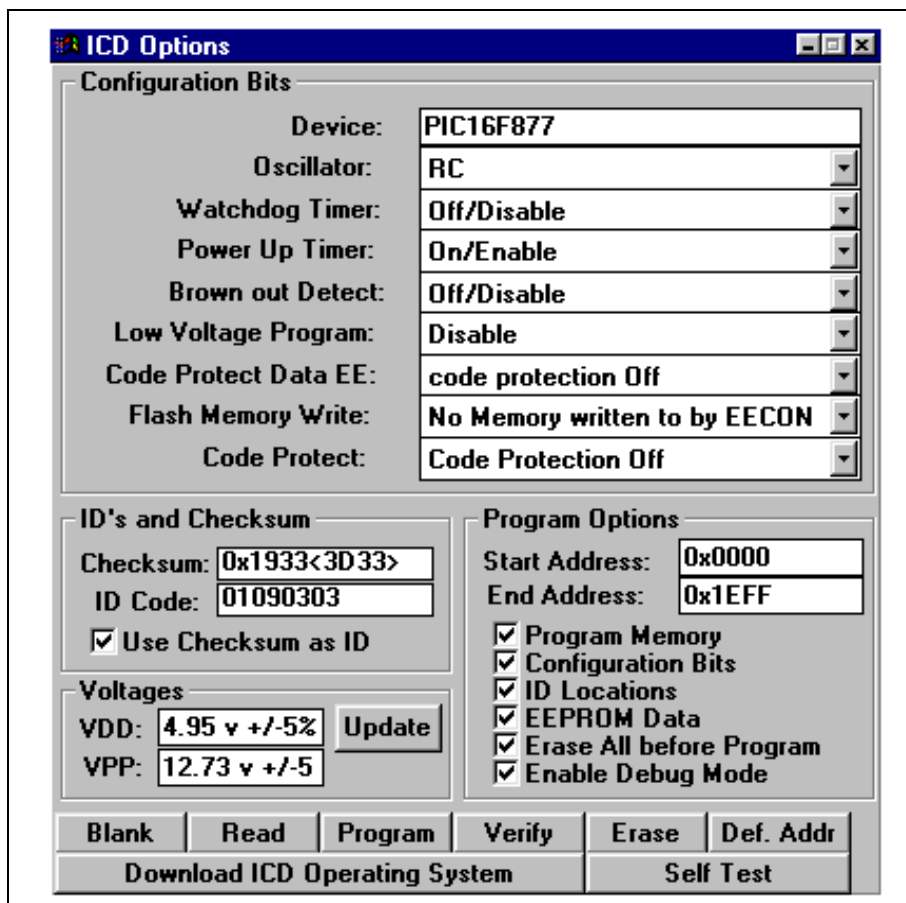 ICD Options
Configuration Bits
Device: PIC16F877
Oscillator: RC
Watchdog Timer: Off/Disable
Power Up Timer: On/Enable
Brown out Detect: Off/Disable
Low Voltage Program: Disable
Code Protect Data EE: code protection Off
Flash Memory Write: No Memory written to by EECON
Code Protect: Code Protection Off
ID's and Checksum
Checksum: 0x1933<3D33>
ID Code: 01090303
Use Checksum as ID
Voltages
VDD: 4.95 v +/-5% Update
VPP: 12.73 v +/-5
Program Options
Start Address: 0x0000
End Address: 0x1EFF
Program Memory
Configuration Bits
ID Locations
EEPROM Data
Erase All before Program
Enable Debug Mode
Blank Read Program Verify Erase Def. Addr
Download ICD Operating System Self Test